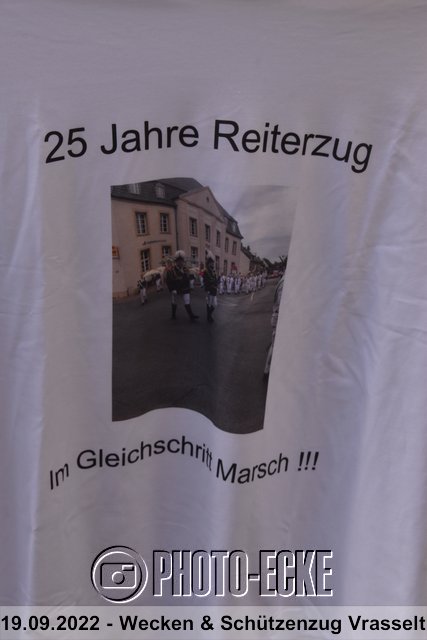 25 Jahre Reiterzug
Im Gleichschritt Marsch !!!
PHOTO-ECKE
19.09.2022 - Wecken & Schützenzug Vrasselt